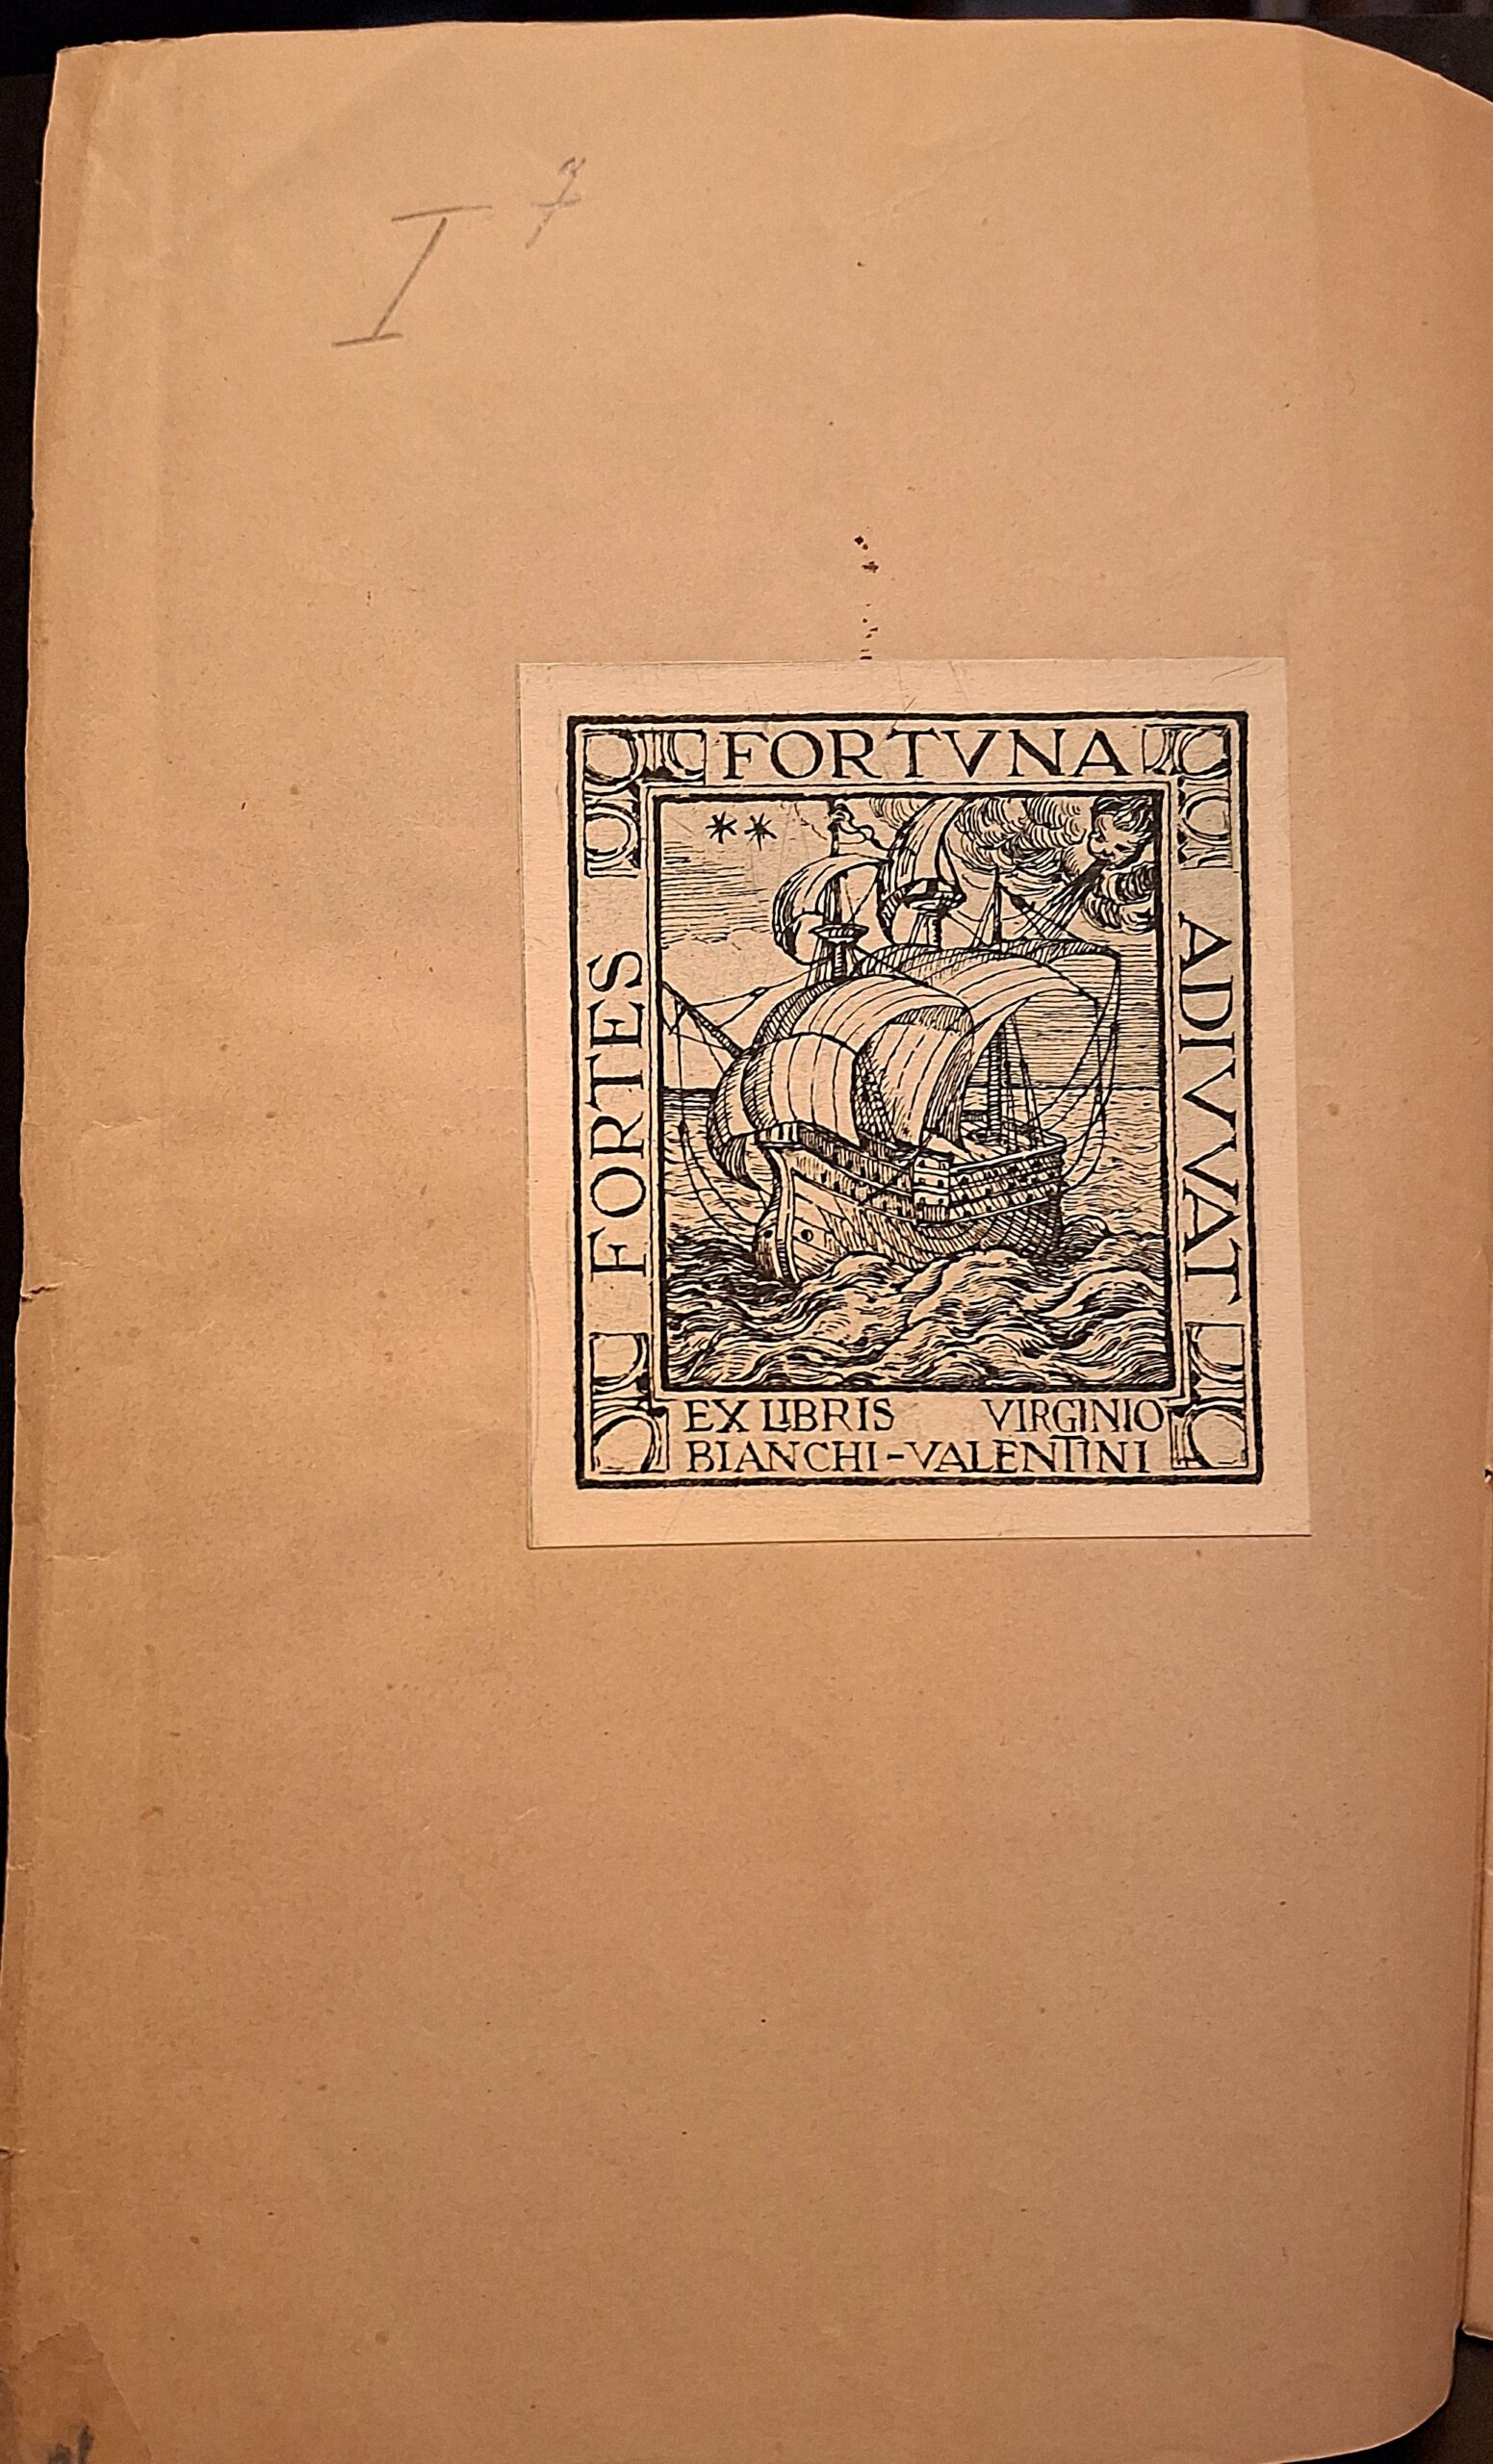 I 7
FORTES
FORTVNA
ADIVVAT
EX LIBRIS VIRGINIO
BIANCHI-VALENTINI